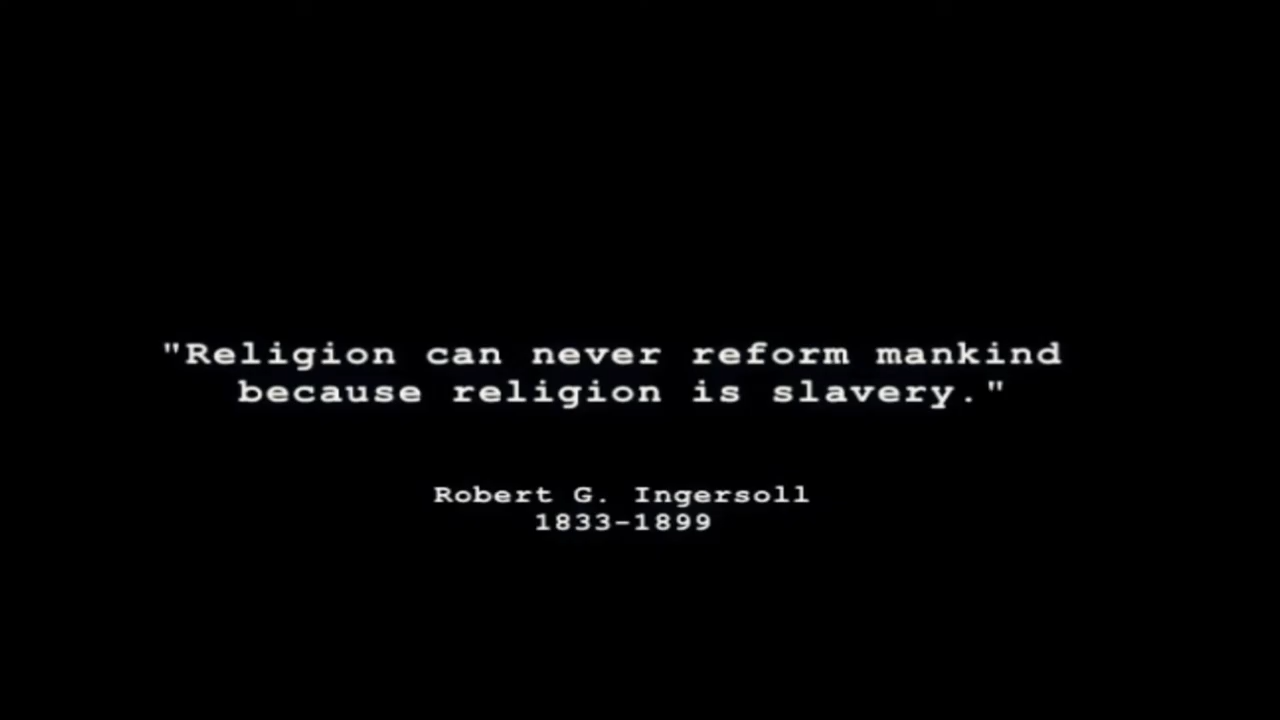 "Religion can never reform mankind
because religion is slavery."
Robert G. Ingersoll
1833-1899